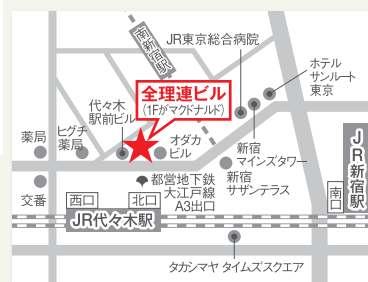 南新宿駅
JR東京総合病院
ホテル
サンルート
東京
全理連ビル
(1Fがマクドナルド)
代々木
駅前ビル
薬局
ヒグチ
薬局
オダカ
ビル
新宿
マインズタワー
新宿
サザンテラス
JR新宿駅
南口
都営地下鉄
大江戸線
A3出口
交番
西口
北口
JR代々木駅
タカシマヤ タイムズスクエア